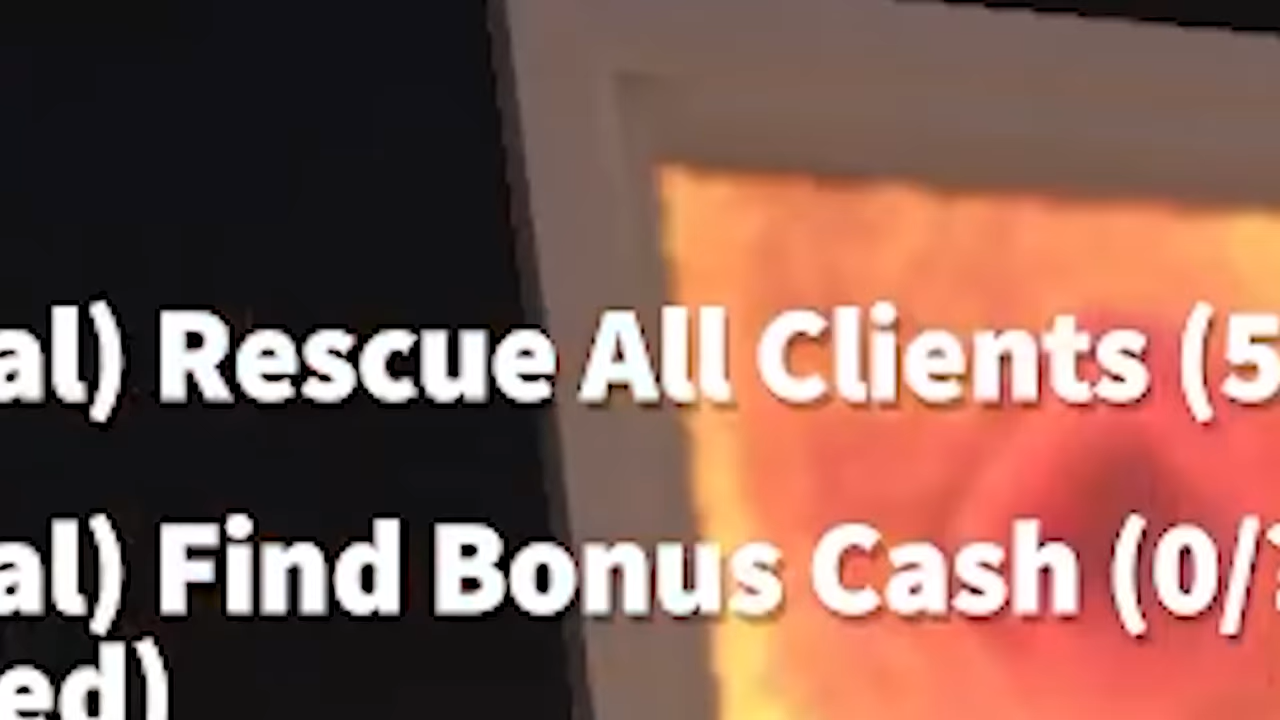 al) Rescue All Clients (5
al) Find Bonus Cash (0/
ed)